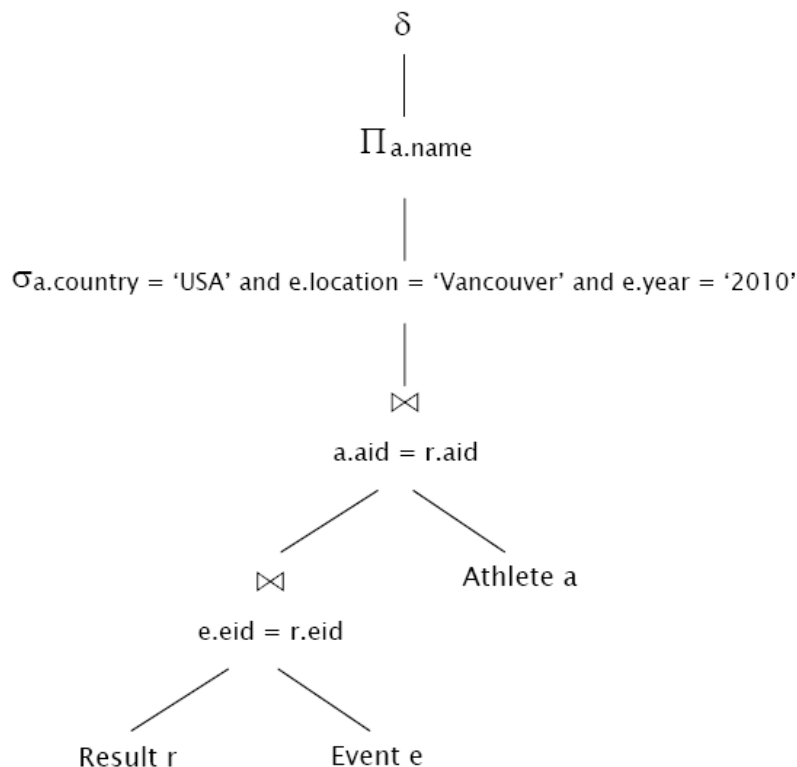 δ
Πa.name
σa.country = ‘USA’ and e.location = ‘Vancouver’ and e.year = ‘2010’
⋈
a.aid = r.aid
⋈
Athlete a
e.eid = r.eid
Result r
Event e